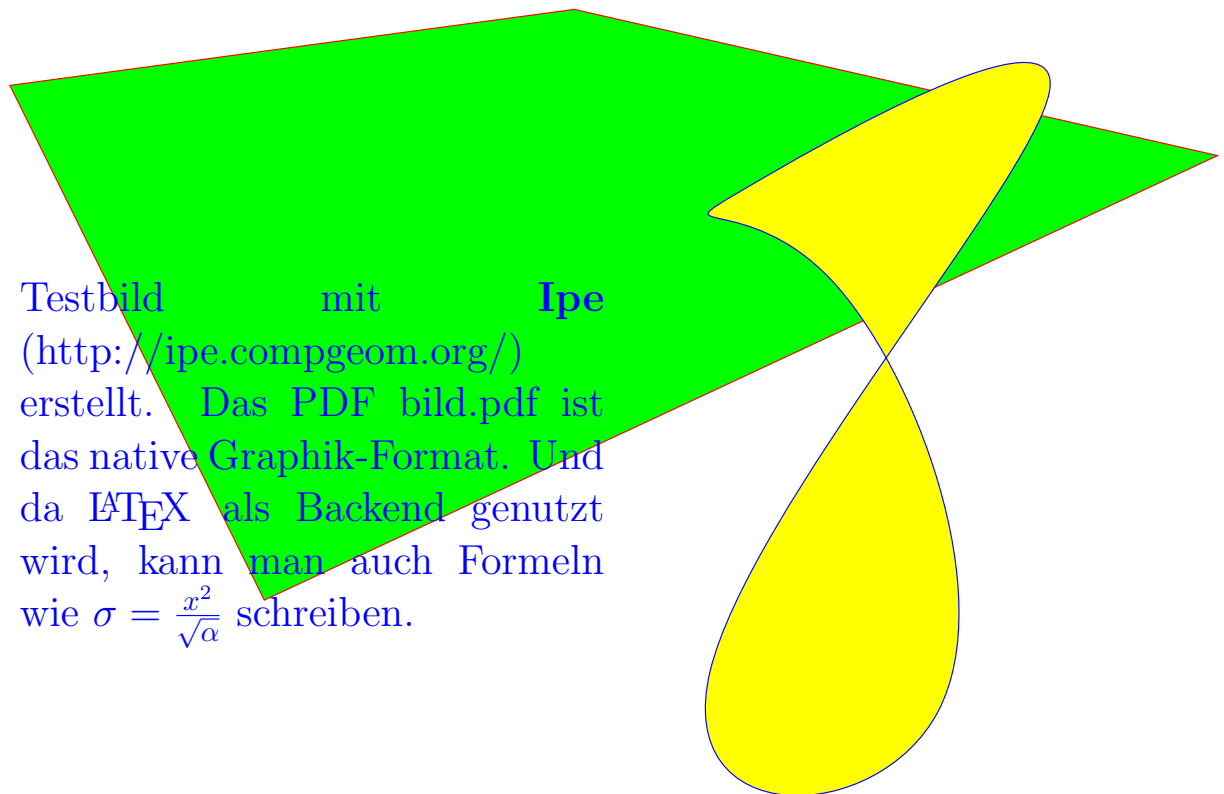 Testbild mit Ipe
(http://ipe.compgeom.org/)
erstellt. Das PDF bild.pdf ist
das native Graphik-Format. Und
da LATEX als Backend genutzt
wird, kann man auch Formeln
wie σ = x²/√α schreiben.